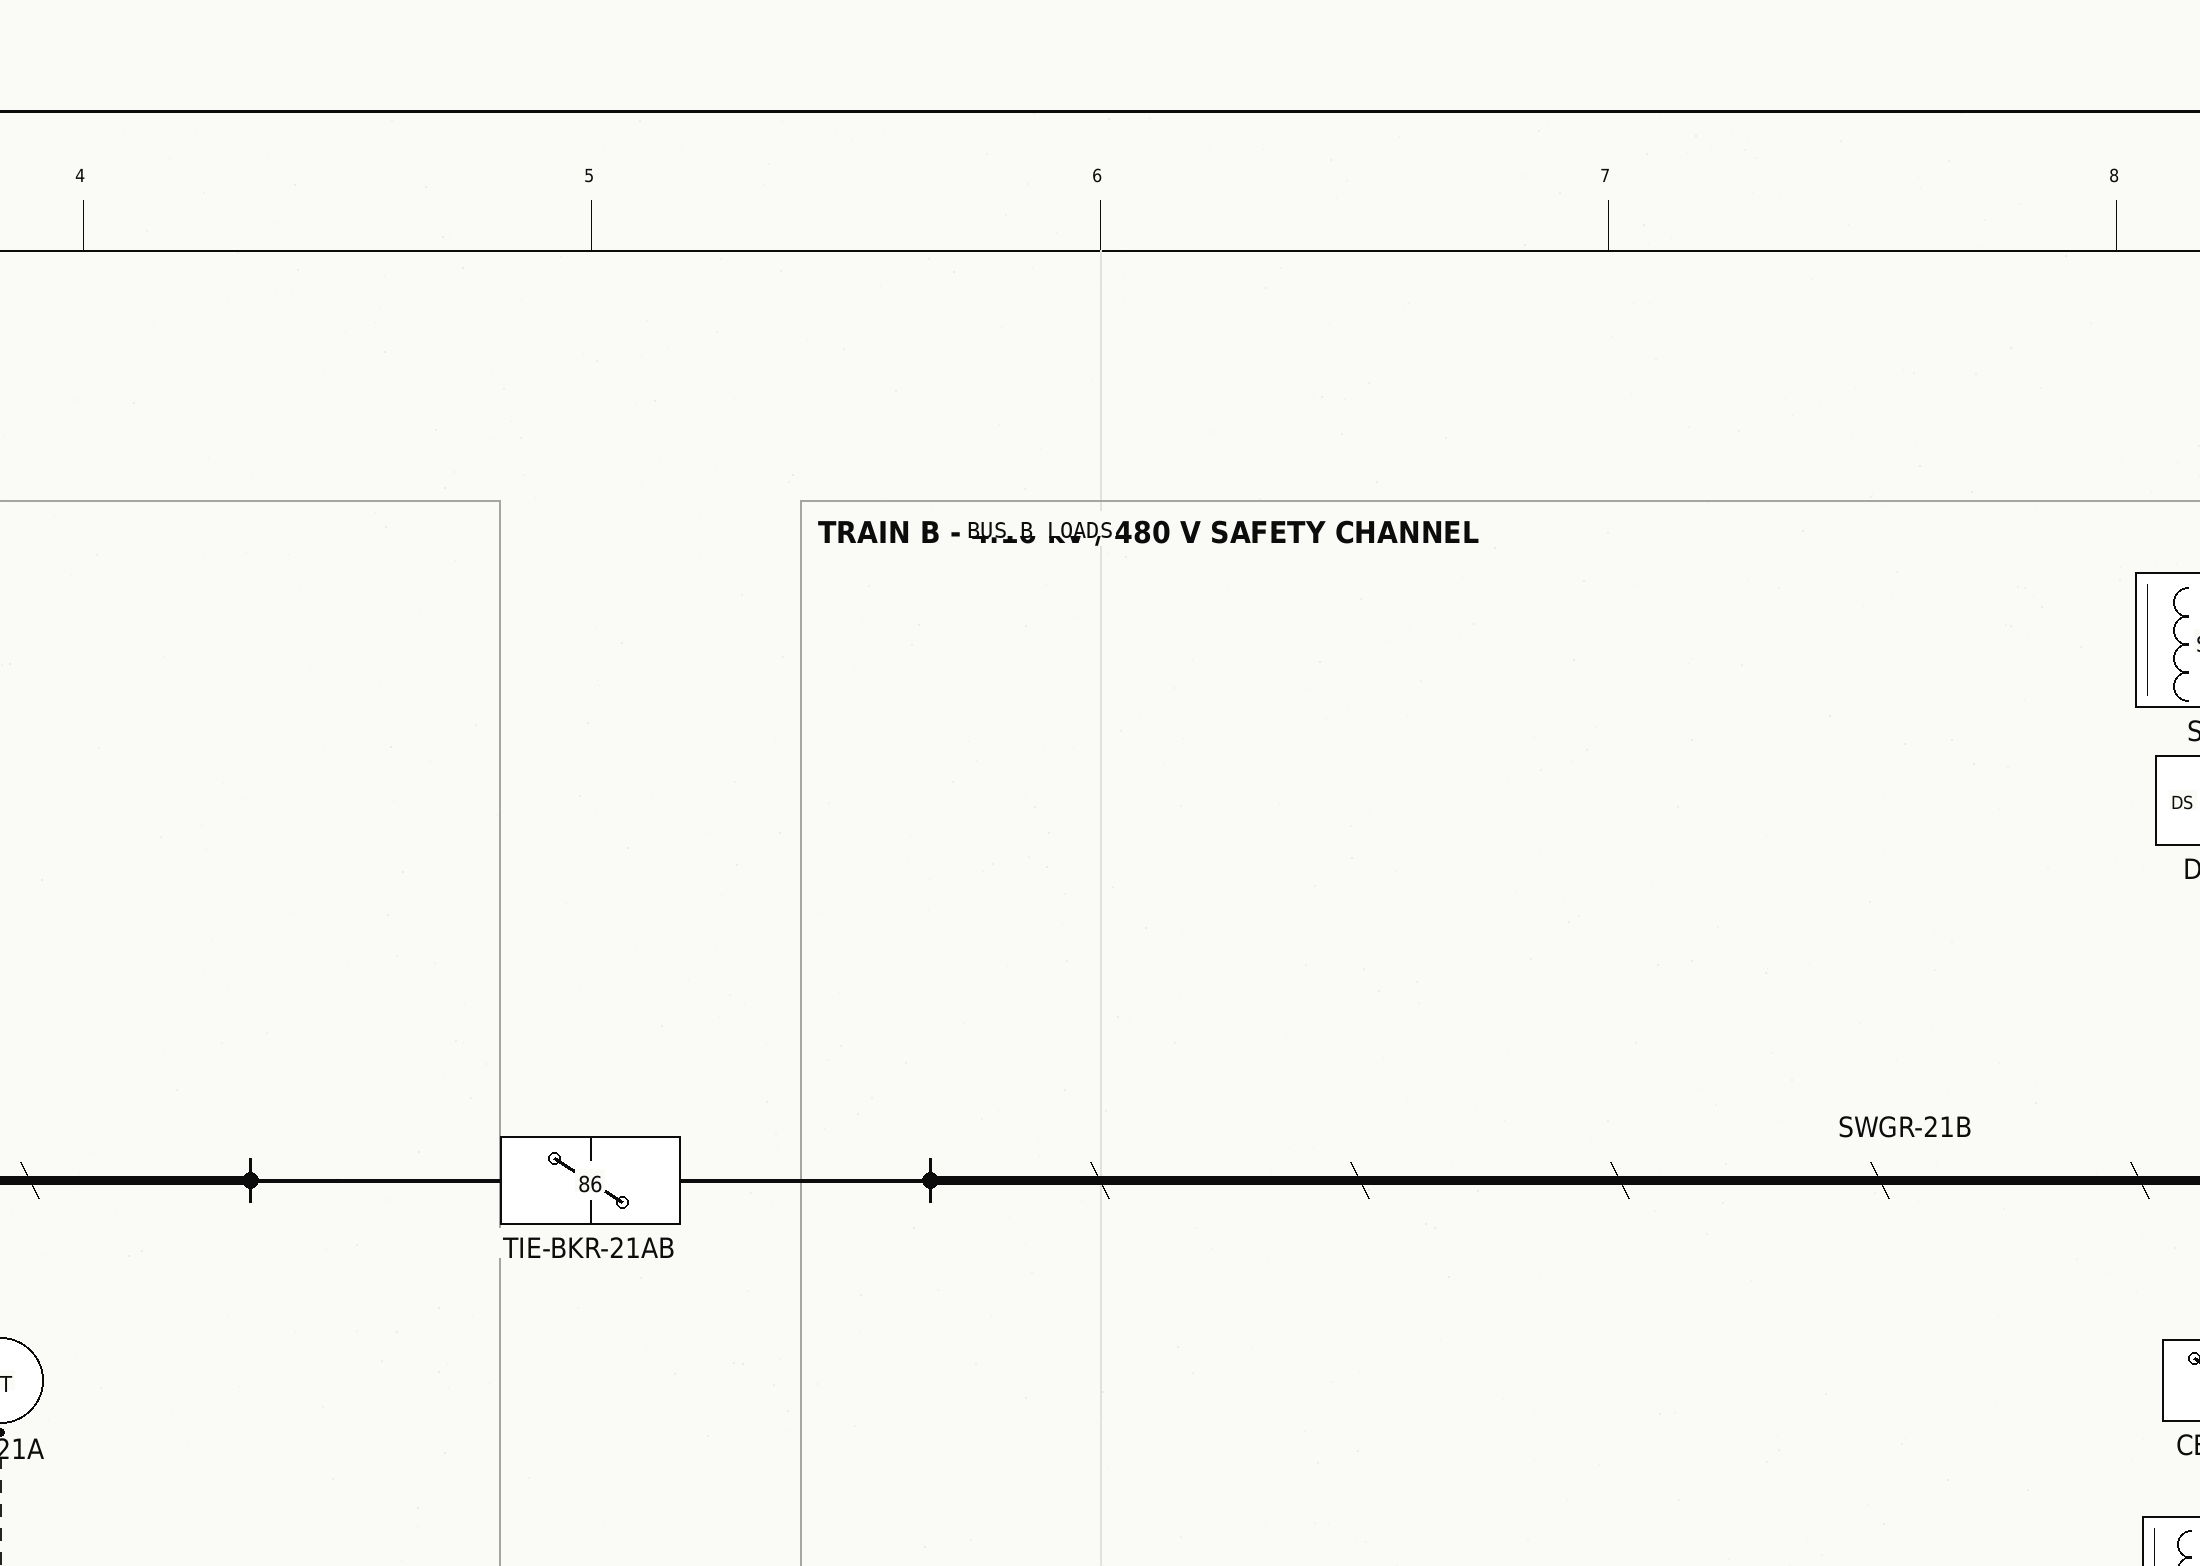 4 5 6 7 8
TRAIN B - BUS B LOADS 480 V SAFETY CHANNEL
DS
SWGR-21B
86
TIE-BKR-21AB
T
21A